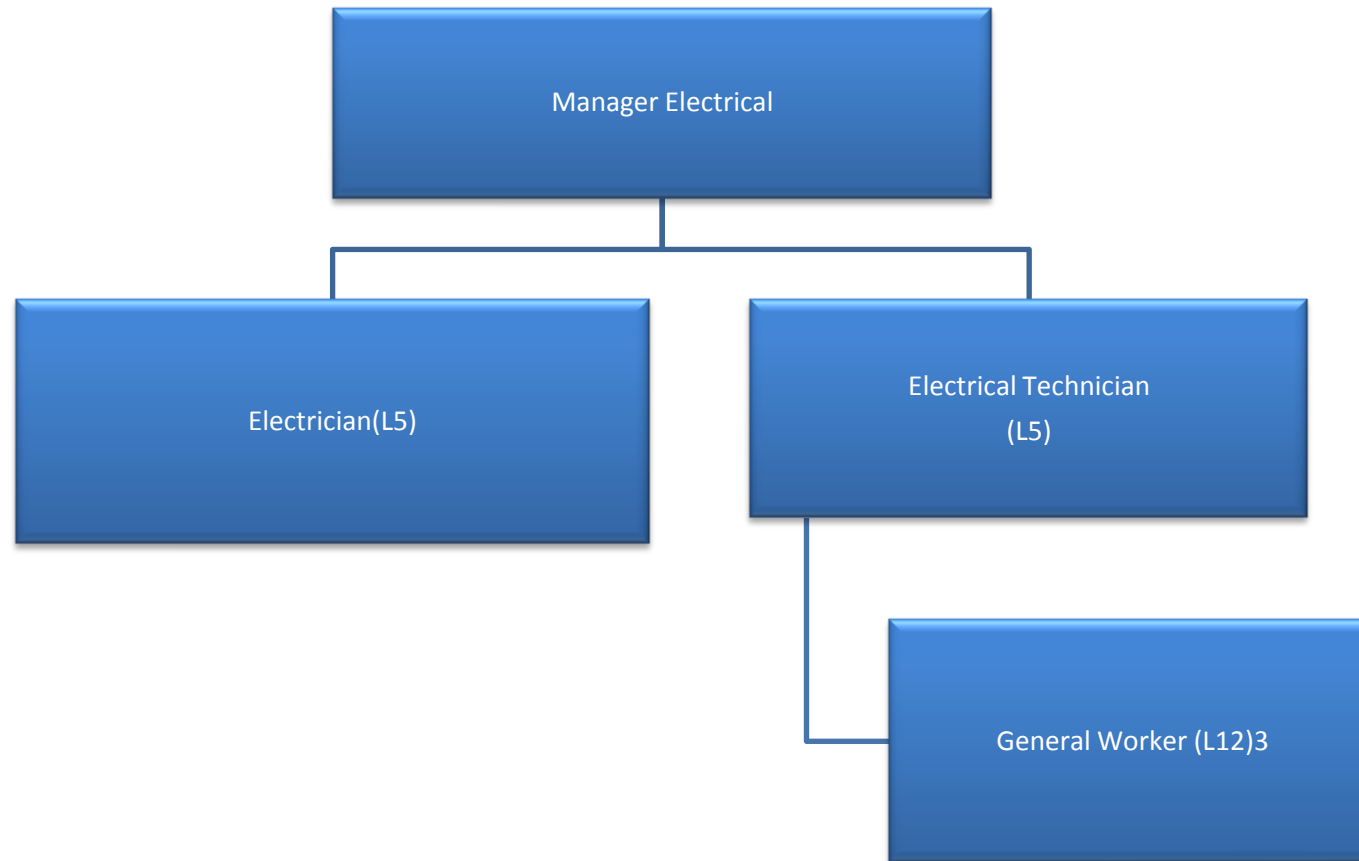 Manager Electrical
Electrician(L5)
Electrical Technician
(L5)
General Worker (L12)3